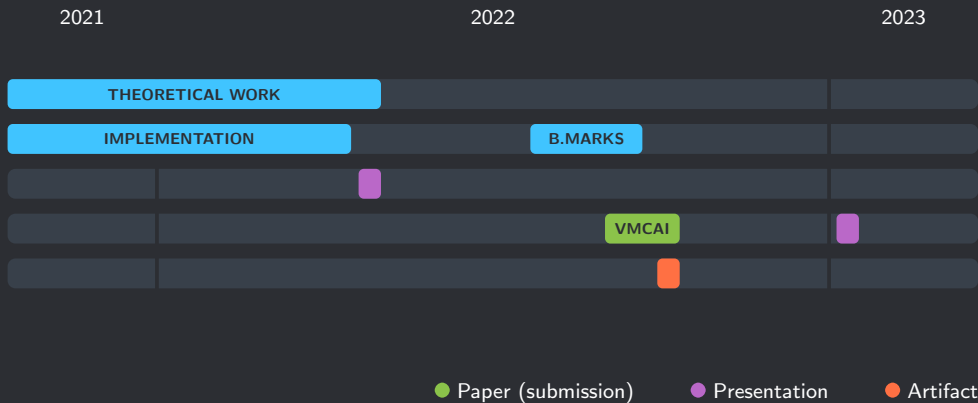 2021 2022 2023
THEORETICAL WORK
IMPLEMENTATION B.MARKS
VMCAI
Paper (submission) Presentation Artifact